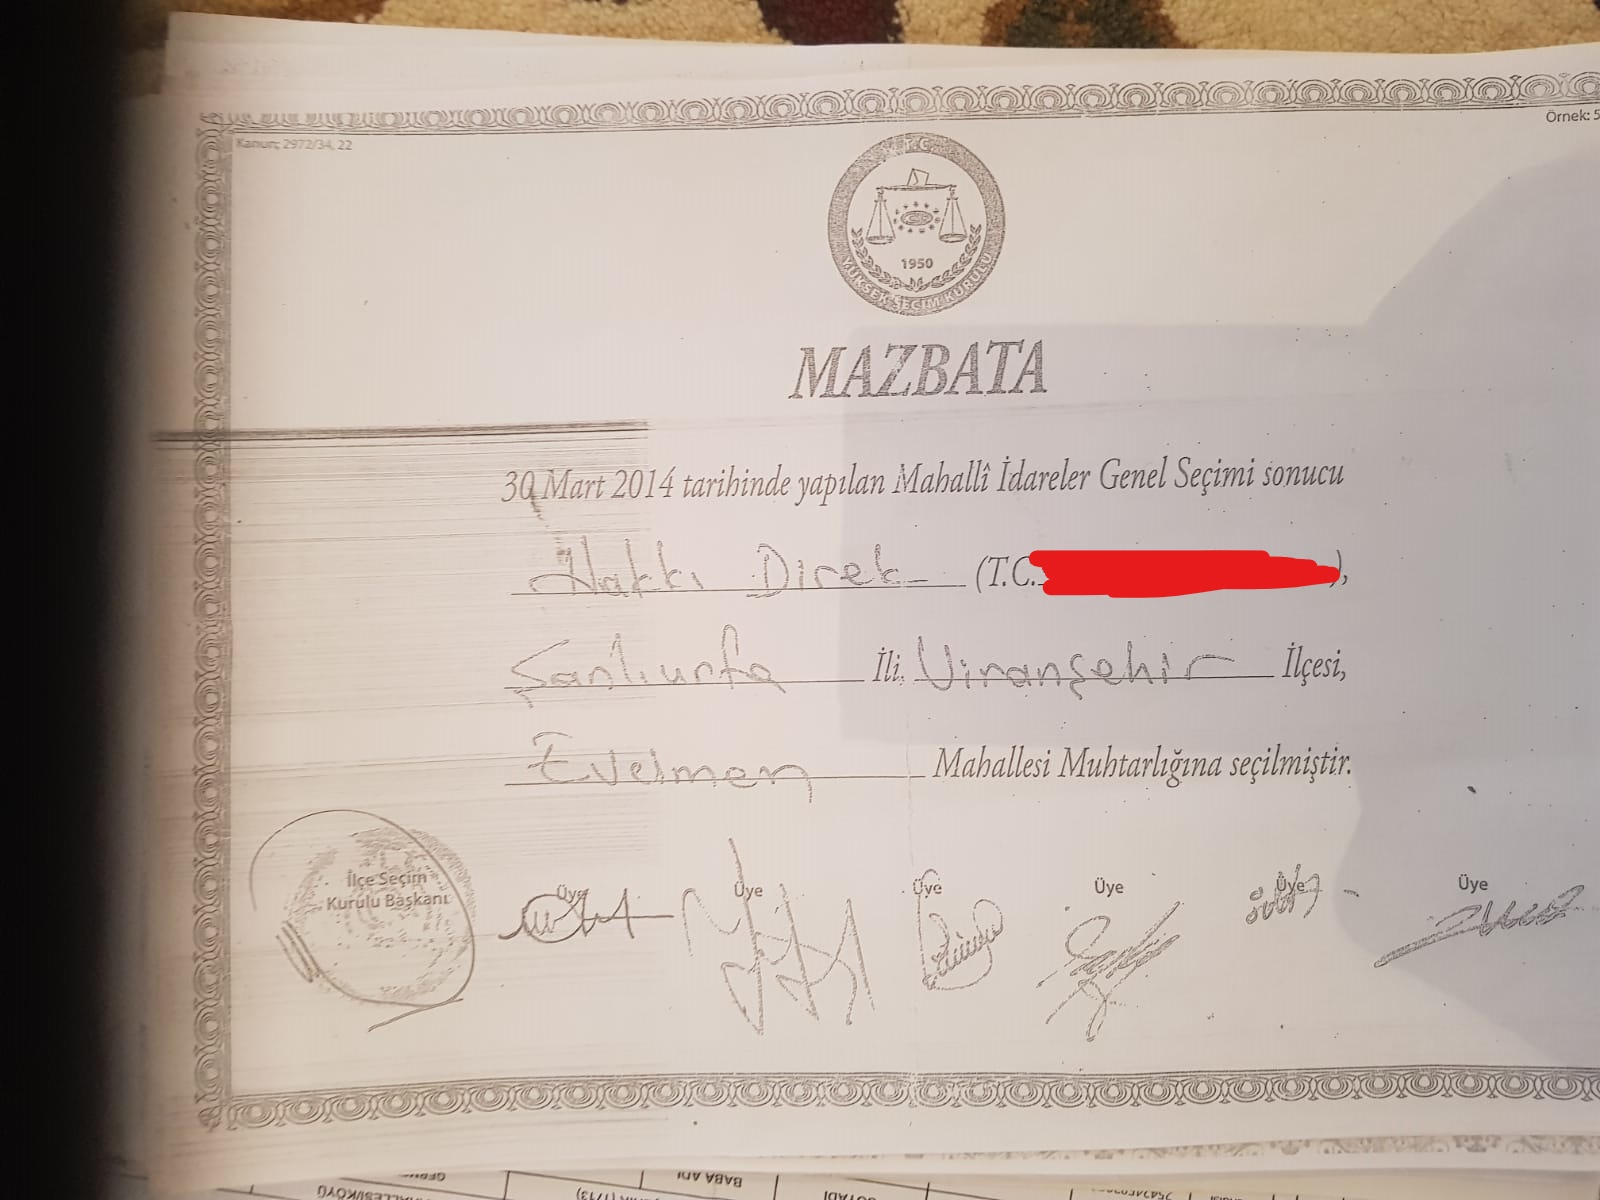 Kanun; 2972/34, 22
Örnek: 5
T.C.
1950
YÜKSEK SEÇİM KURULU
MAZBATA
30 Mart 2014 tarihinde yapılan Mahallî İdareler Genel Seçimi sonucu
Hakkı Direk (T.C. ),
Şanlıurfa İli, Viranşehir İlçesi,
Evcimen Mahallesi Muhtarlığına seçilmiştir.
İlçe Seçim
Kurulu Başkanı
Üye Üye Üye Üye Üye Üye
BABA ADI
SOYADI